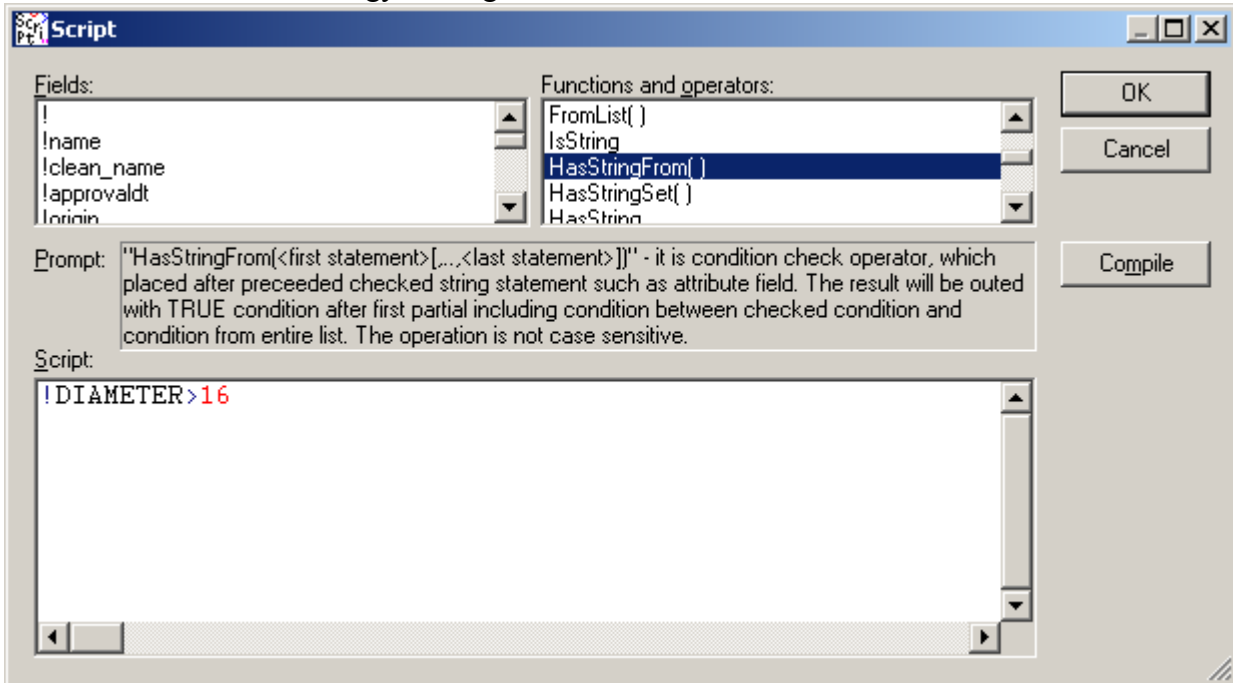 Script
Fields:
!
!name
!clean_name
!approvaldt
!origin
Functions and operators:
FromList( )
IsString
HasStringFrom( )
HasStringSet( )
HasString
OK
Cancel
Prompt:
"HasStringFrom(<first statement>[,...,<last statement>])" - it is condition check operator, which
placed after preceeded checked string statement such as attribute field. The result will be outed
with TRUE condition after first partial including condition between checked condition and
condition from entire list. The operation is not case sensitive.
Compile
Script:
!DIAMETER>16